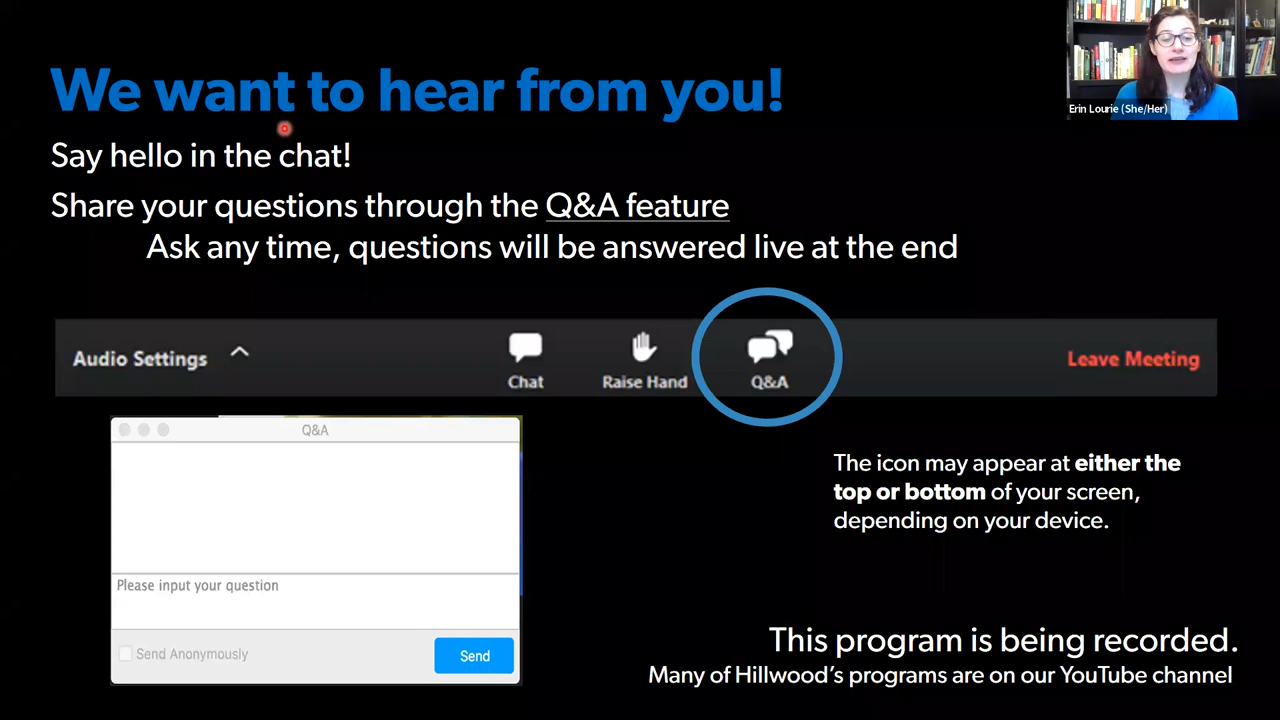 We want to hear from you!
Erin Lourie (She/Her)
Say hello in the chat!
Share your questions through the Q&A feature
Ask any time, questions will be answered live at the end
Audio Settings
Chat
Raise Hand
Q&A
Leave Meeting
Q&A
Please input your question
Send Anonymously
Send
The icon may appear at either the
top or bottom of your screen,
depending on your device.
This program is being recorded.
Many of Hillwood's programs are on our YouTube channel